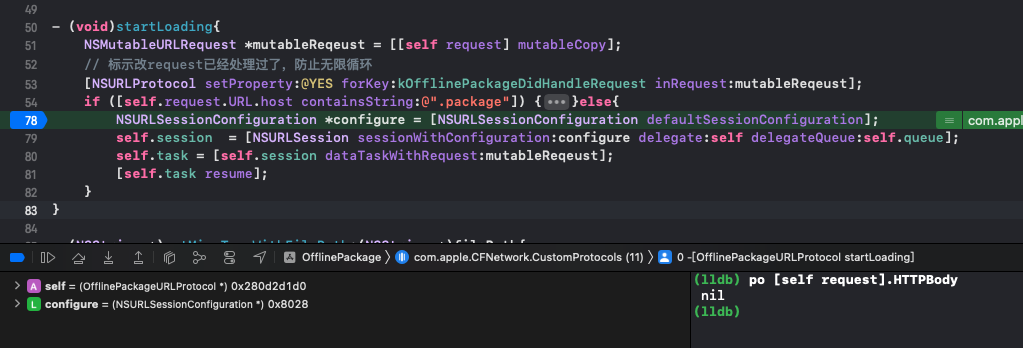 49
50 - (void)startLoading{
51 NSMutableURLRequest *mutableReqeust = [[self request] mutableCopy];
52 // 标示改request已经处理过了，防止无限循环
53 [NSURLProtocol setProperty:@YES forKey:kOfflinePackageDidHandleRequest inRequest:mutableReqeust];
54 if ([self.request.URL.host containsString:@".package"]) {•••}else{
78 NSURLSessionConfiguration *configure = [NSURLSessionConfiguration defaultSessionConfiguration]; = com.appl
79 self.session  = [NSURLSession sessionWithConfiguration:configure delegate:self delegateQueue:self.queue];
80 self.task = [self.session dataTaskWithRequest:mutableReqeust];
81 [self.task resume];
82 }
83 }
84
OfflinePackage 〉 com.apple.CFNetwork.CustomProtocols (11) 〉 0 -[OfflinePackageURLProtocol startLoading]
A self = (OfflinePackageURLProtocol *) 0x280d2d1d0
L configure = (NSURLSessionConfiguration *) 0x8028
(lldb) po [self request].HTTPBody
nil
(lldb)